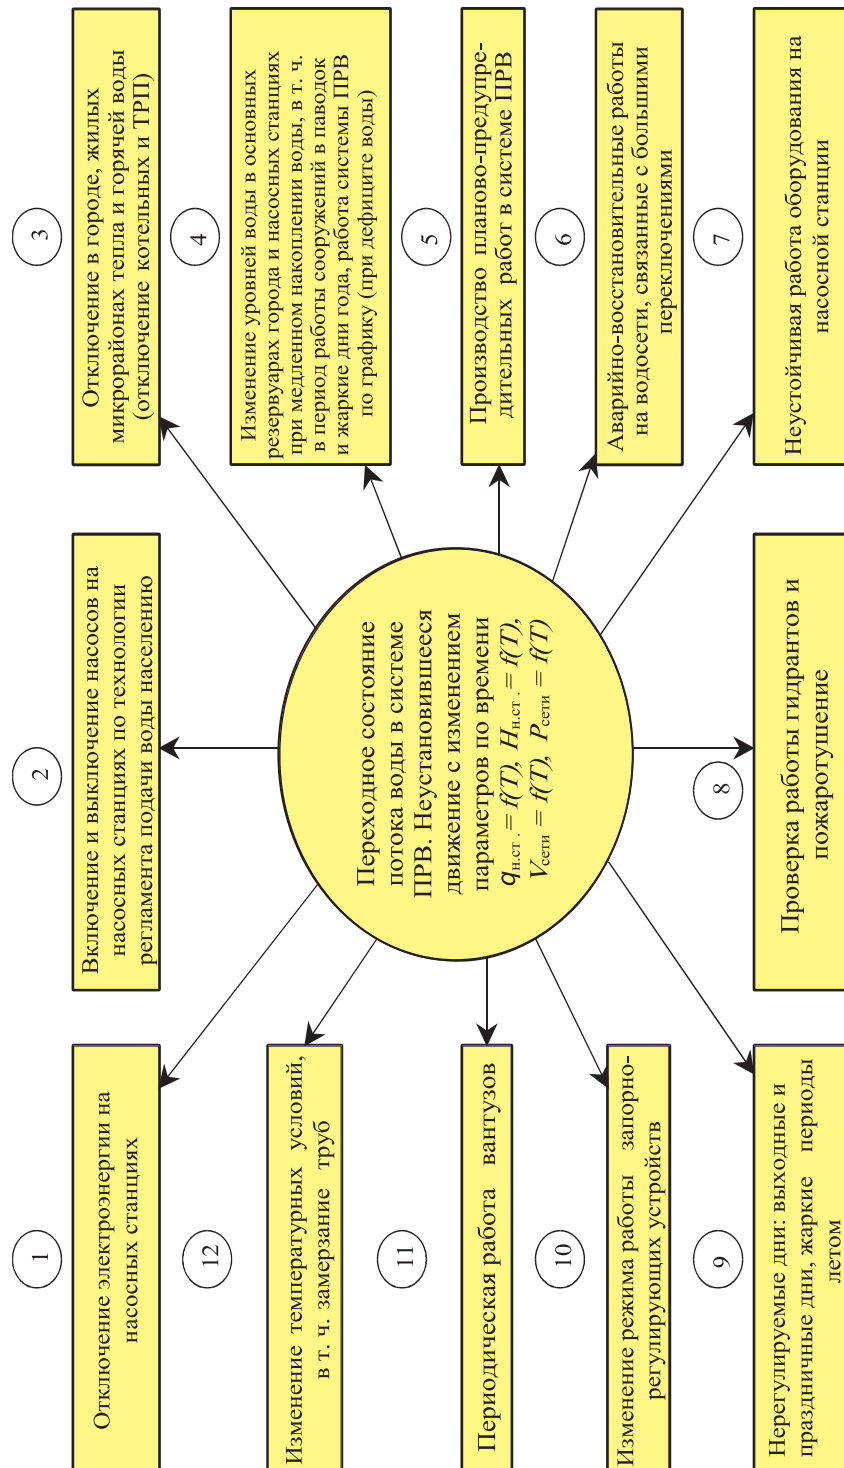 1
Отключение электроэнергии на
насосных станциях
2
Включение и выключение насосов на
насосных станциях по технологии
регламента подачи воды населению
3
Отключение в городе, жилых
микрорайонах тепла и горячей воды
(отключение котельных и ТРП)
4
Изменение уровней воды в основных
резервуарах города и насосных станциях
при медленном накоплении воды, в т. ч.
в период работы сооружений в паводок
и жаркие дни года, работа системы ПРВ
по графику (при дефиците воды)
5
Производство планово-предупре-
дительных работ в системе ПРВ
6
Аварийно-восстановительные работы
на водосети, связанные с большими
переключениями
7
Неустойчивая работа оборудования на
насосной станции
8
Проверка работы гидрантов и
пожаротушение
9
Нерегулируемые дни: выходные и
праздничные дни, жаркие периоды
летом
10
Изменение режима работы запорно-
регулирующих устройств
11
Периодическая работа вантузов
12
Изменение температурных условий,
в т. ч. замерзание труб
Переходное состояние
потока воды в системе
ПРВ. Неустановившееся
движение с изменением
параметров по времени
qн.ст. = f(T), Hн.ст. = f(T),
Vсети = f(T), Pсети = f(T)